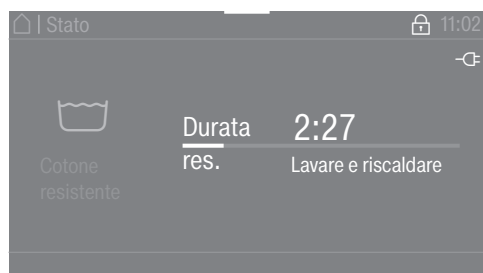 | Stato
11:02
Durata
res.
2:27
Lavare e riscaldare
Cotone
resistente